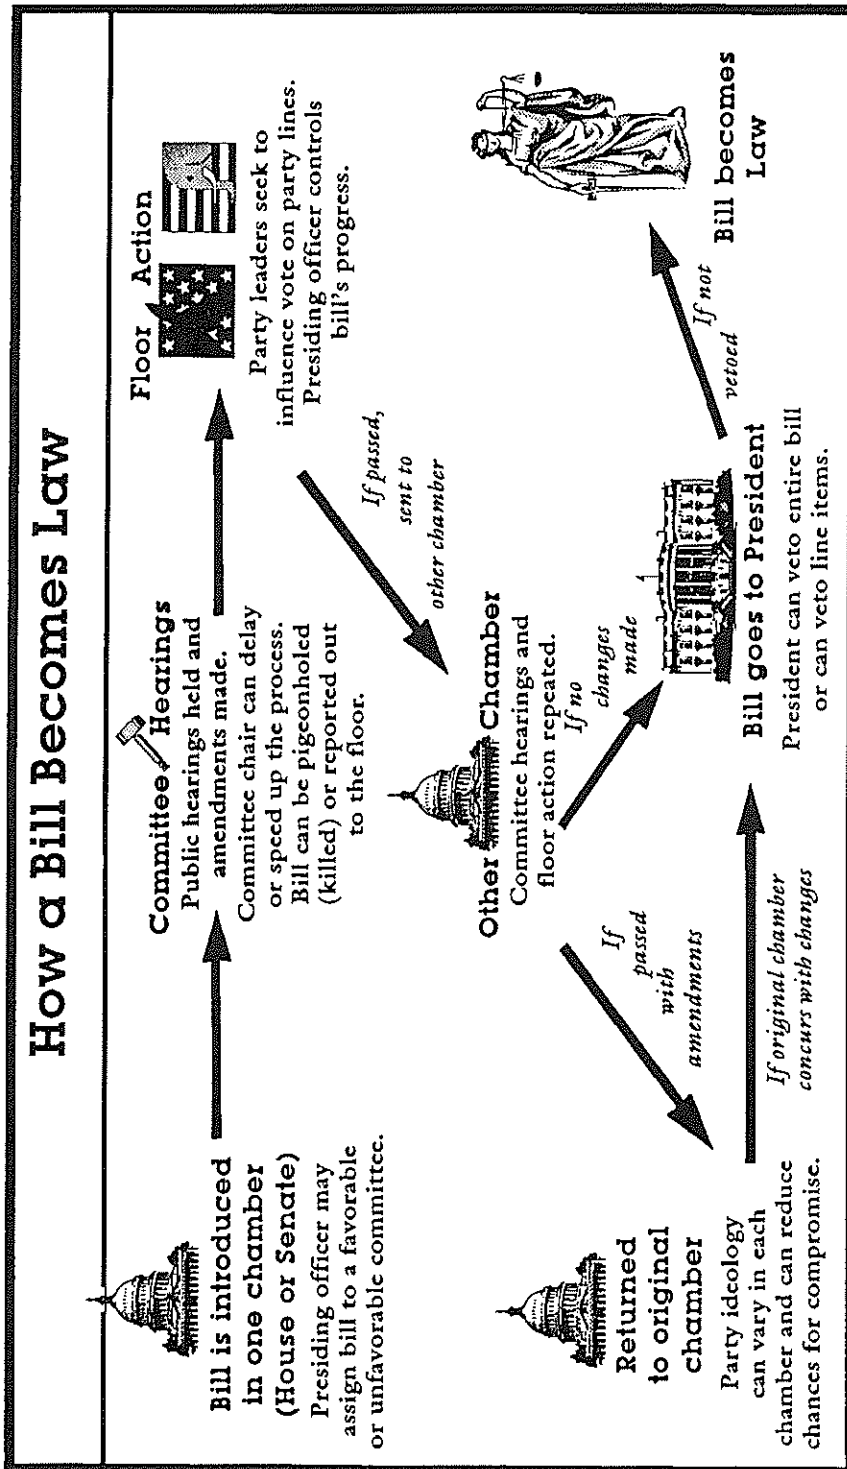 How a Bill Becomes Law
Bill is introduced
in one chamber
(House or Senate)
Presiding officer may
assign bill to a favorable
or unfavorable committee.
Committee Hearings
Public hearings held and
amendments made.
Committee chair can delay
or speed up the process.
Bill can be pigeonholed
(killed) or reported out
to the floor.
Floor Action
Party leaders seek to
influence vote on party lines.
Presiding officer controls
bill's progress.
If passed,
sent to
other chamber
Other Chamber
Committee hearings and
floor action repeated.
If no
changes
made
If
passed
with
amendments
Returned
to original
chamber
Party ideology
can vary in each
chamber and can reduce
chances for compromise.
If original chamber
concurs with changes
Bill goes to President
President can veto entire bill
or can veto line items.
If not
vetoed
Bill becomes
Law